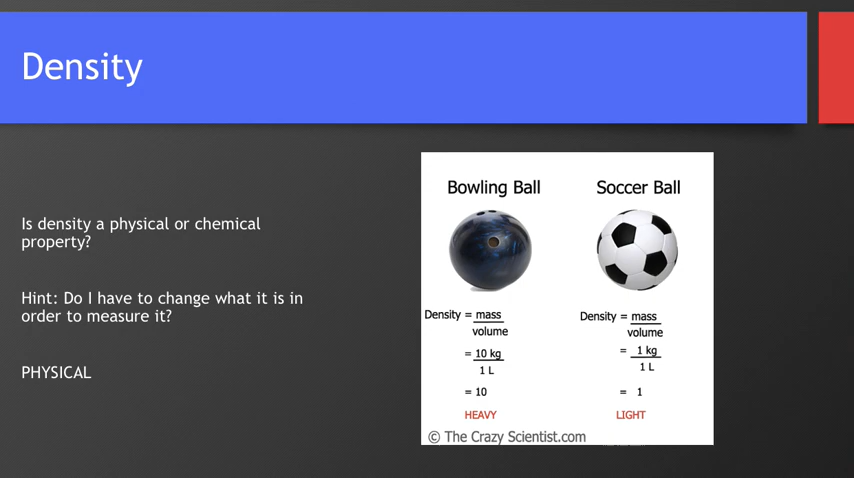 Density
Is density a physical or chemical
property?
Hint: Do I have to change what it is in
order to measure it?
PHYSICAL
Bowling Ball
Density = mass
volume
= 10 kg
1 L
= 10
HEAVY
Soccer Ball
Density = mass
volume
= 1 kg
1 L
= 1
LIGHT
© The Crazy Scientist.com